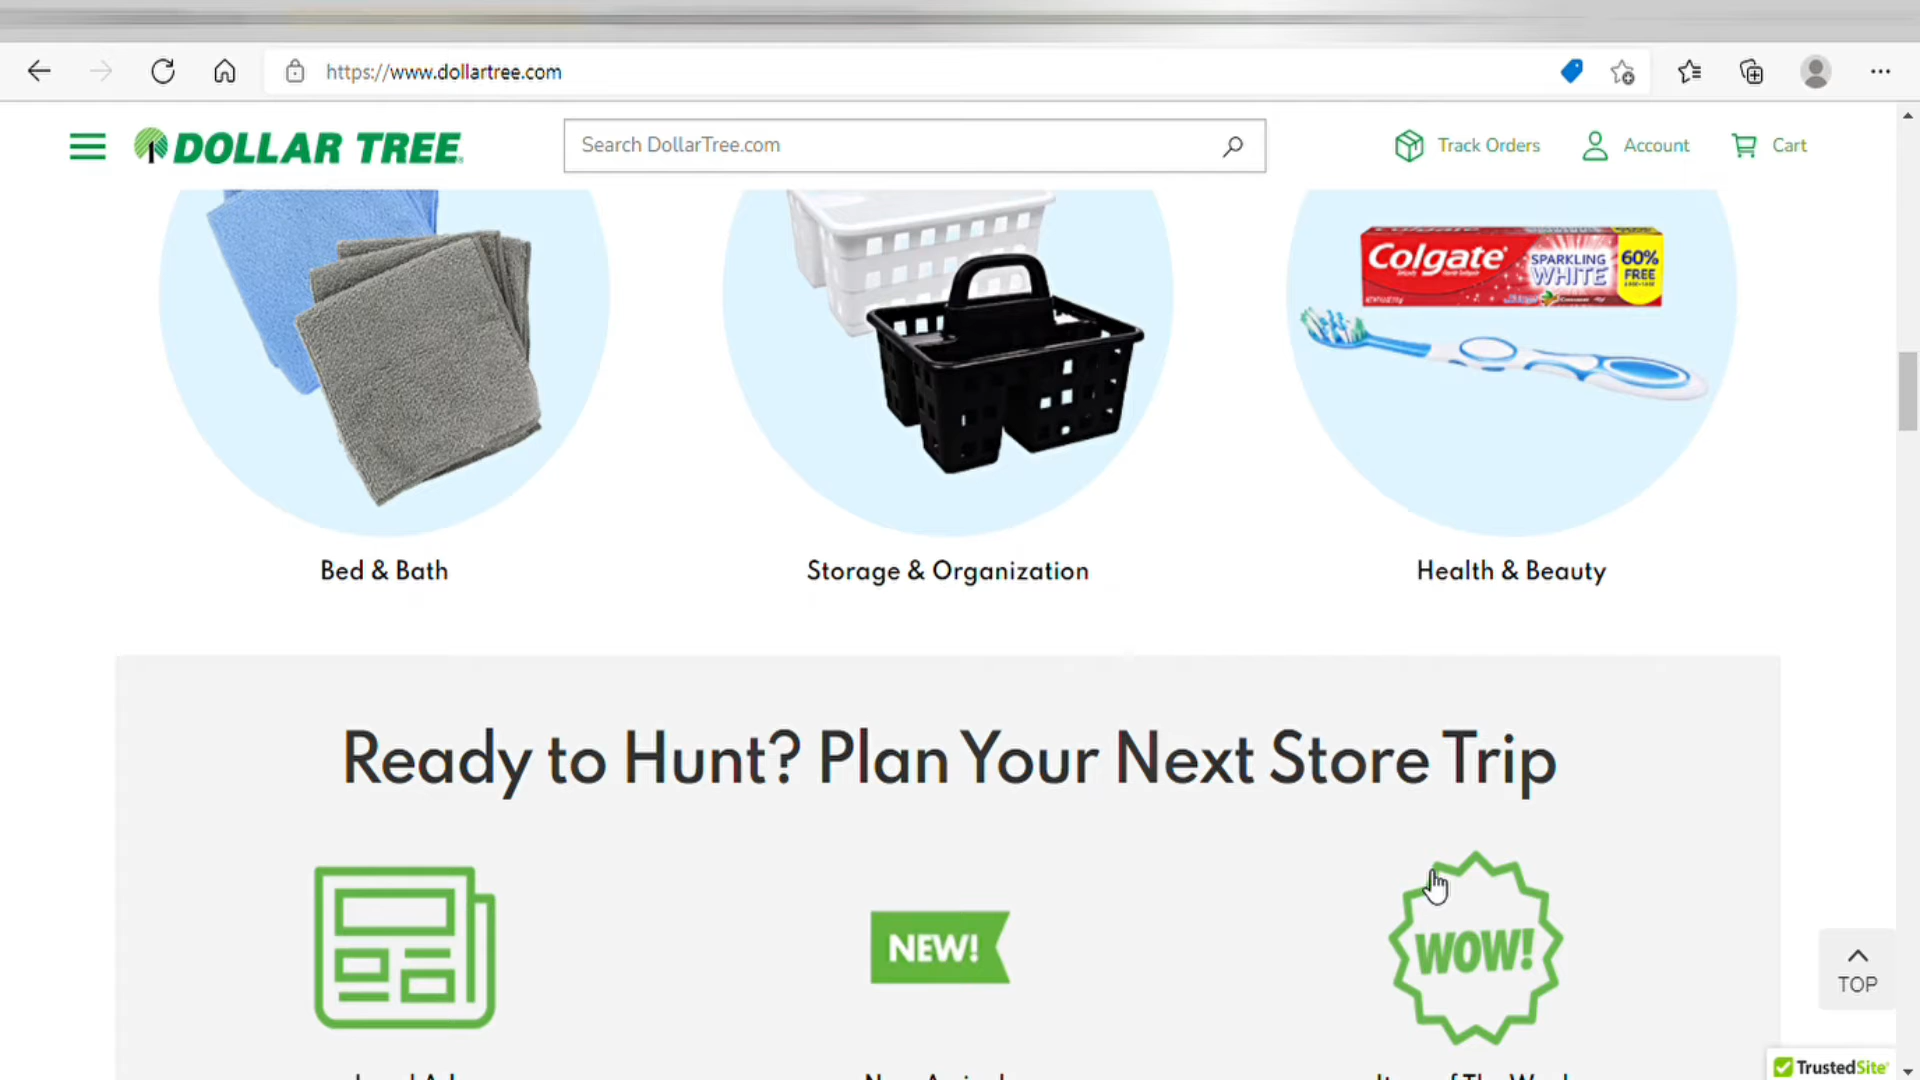 https://www.dollartree.com
DOLLAR TREE
Search DollarTree.com
Track Orders
Account
Cart
Colgate
SPARKLING
WHITE
60%
FREE
Bed & Bath
Storage & Organization
Health & Beauty
Ready to Hunt? Plan Your Next Store Trip
NEW!
WOW!
TOP
TrustedSite